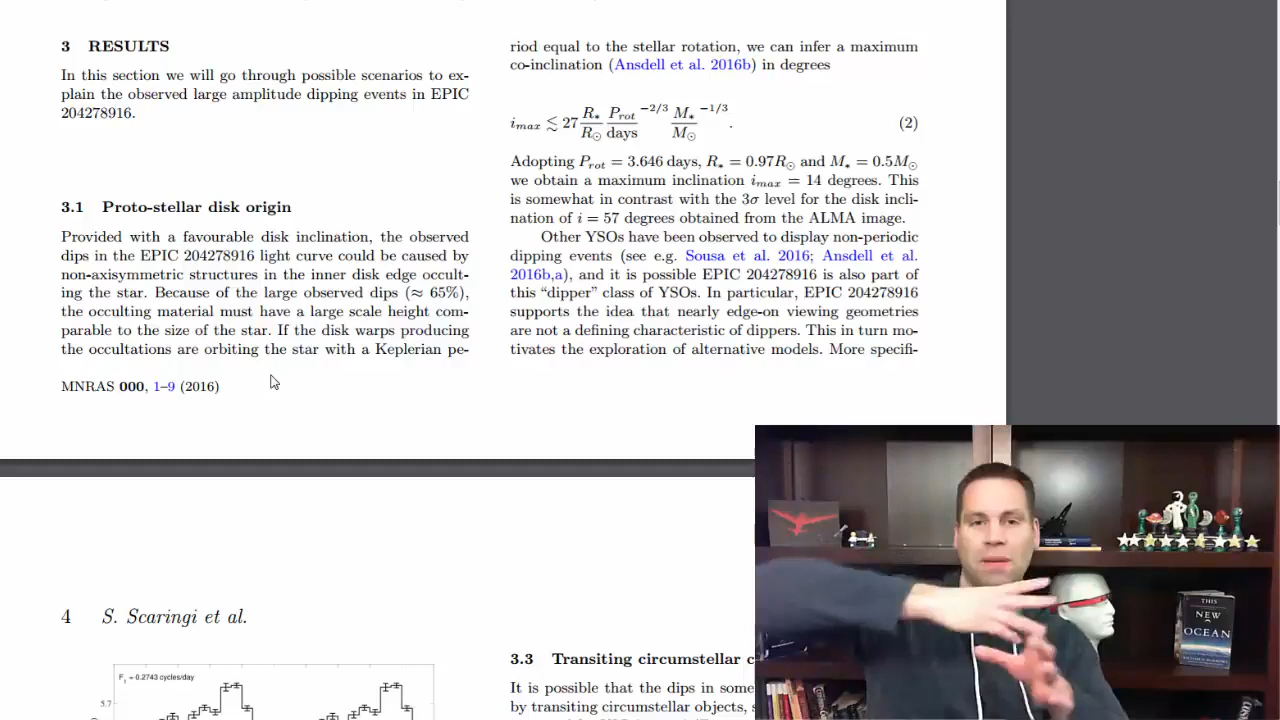 3 RESULTS
In this section we will go through possible scenarios to ex-
plain the observed large amplitude dipping events in EPIC
204278916.
3.1 Proto-stellar disk origin
Provided with a favourable disk inclination, the observed
dips in the EPIC 204278916 light curve could be caused by
non-axisymmetric structures in the inner disk edge occult-
ing the star. Because of the large observed dips (≈ 65%),
the occulting material must have a large scale height com-
parable to the size of the star. If the disk warps producing
the occultations are orbiting the star with a Keplerian pe-
MNRAS 000, 1–9 (2016)
riod equal to the stellar rotation, we can infer a maximum
co-inclination (Ansdell et al. 2016b) in degrees
i_max ≲ 27 R_*/R_⊙ P_rot/days ^−2/3 M_*/M_⊙ ^−1/3 . (2)
Adopting P_rot = 3.646 days, R_* = 0.97R_⊙ and M_* = 0.5M_⊙
we obtain a maximum inclination i_max = 14 degrees. This
is somewhat in contrast with the 3σ level for the disk incli-
nation of i = 57 degrees obtained from the ALMA image.
Other YSOs have been observed to display non-periodic
dipping events (see e.g. Sousa et al. 2016; Ansdell et al.
2016b,a), and it is possible EPIC 204278916 is also part of
this “dipper” class of YSOs. In particular, EPIC 204278916
supports the idea that nearly edge-on viewing geometries
are not a defining characteristic of dippers. This in turn mo-
tivates the exploration of alternative models. More specifi-
4 S. Scaringi et al.
F_1 = 0.2743 cycles/day
5.7
3.3 Transiting circumstellar c
It is possible that the dips in some
by transiting circumstellar objects, s
THIS
NEW
OCEAN